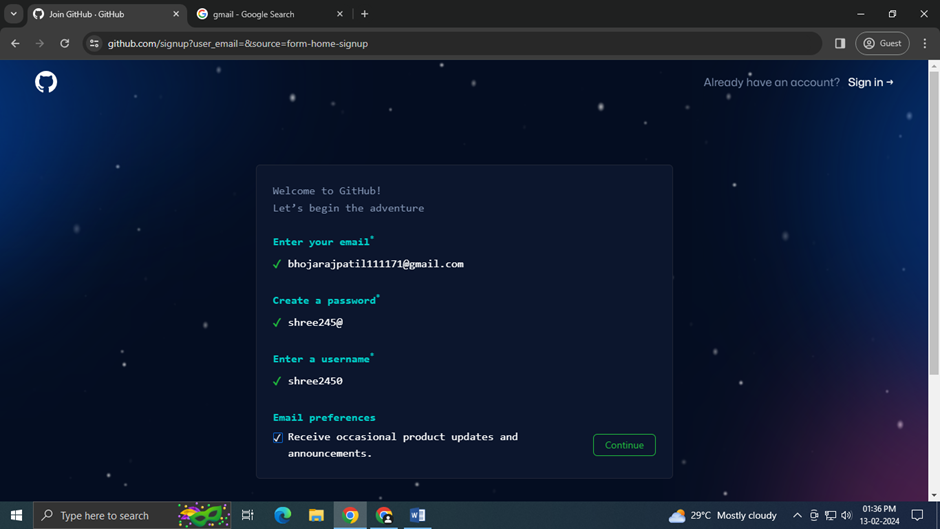 Join GitHub · GitHub
gmail - Google Search
github.com/signup?user_email=&source=form-home-signup
Guest
Already have an account? Sign in →
Welcome to GitHub!
Let’s begin the adventure
Enter your email*
✓ bhojarajpatil111171@gmail.com
Create a password*
✓ shree245@
Enter a username*
✓ shree2450
Email preferences
Receive occasional product updates and
announcements.
Continue
Type here to search
29°C Mostly cloudy
01:36 PM
13-02-2024